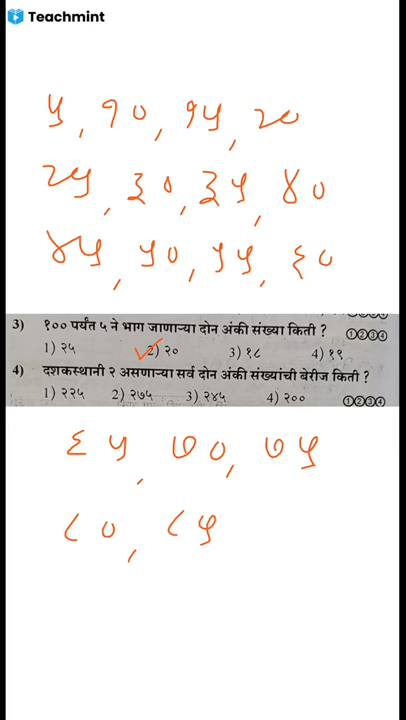 Teachmint
५, १०, १५, २०
२५, ३०, ३५, ४०
४५, ५०, ५५, ६०
3) १०० पर्यंत ५ ने भाग जाणाऱ्या दोन अंकी संख्या किती ? ①②③④
1) २५ 2) २० 3) १८ 4) १९
4) दशकस्थानी २ असणाऱ्या सर्व दोन अंकी संख्यांची बेरीज किती ?
1) २२५ 2) २७५ 3) २४५ 4) २०० ①②③④
६५, ७०, ७५
८०, ८५